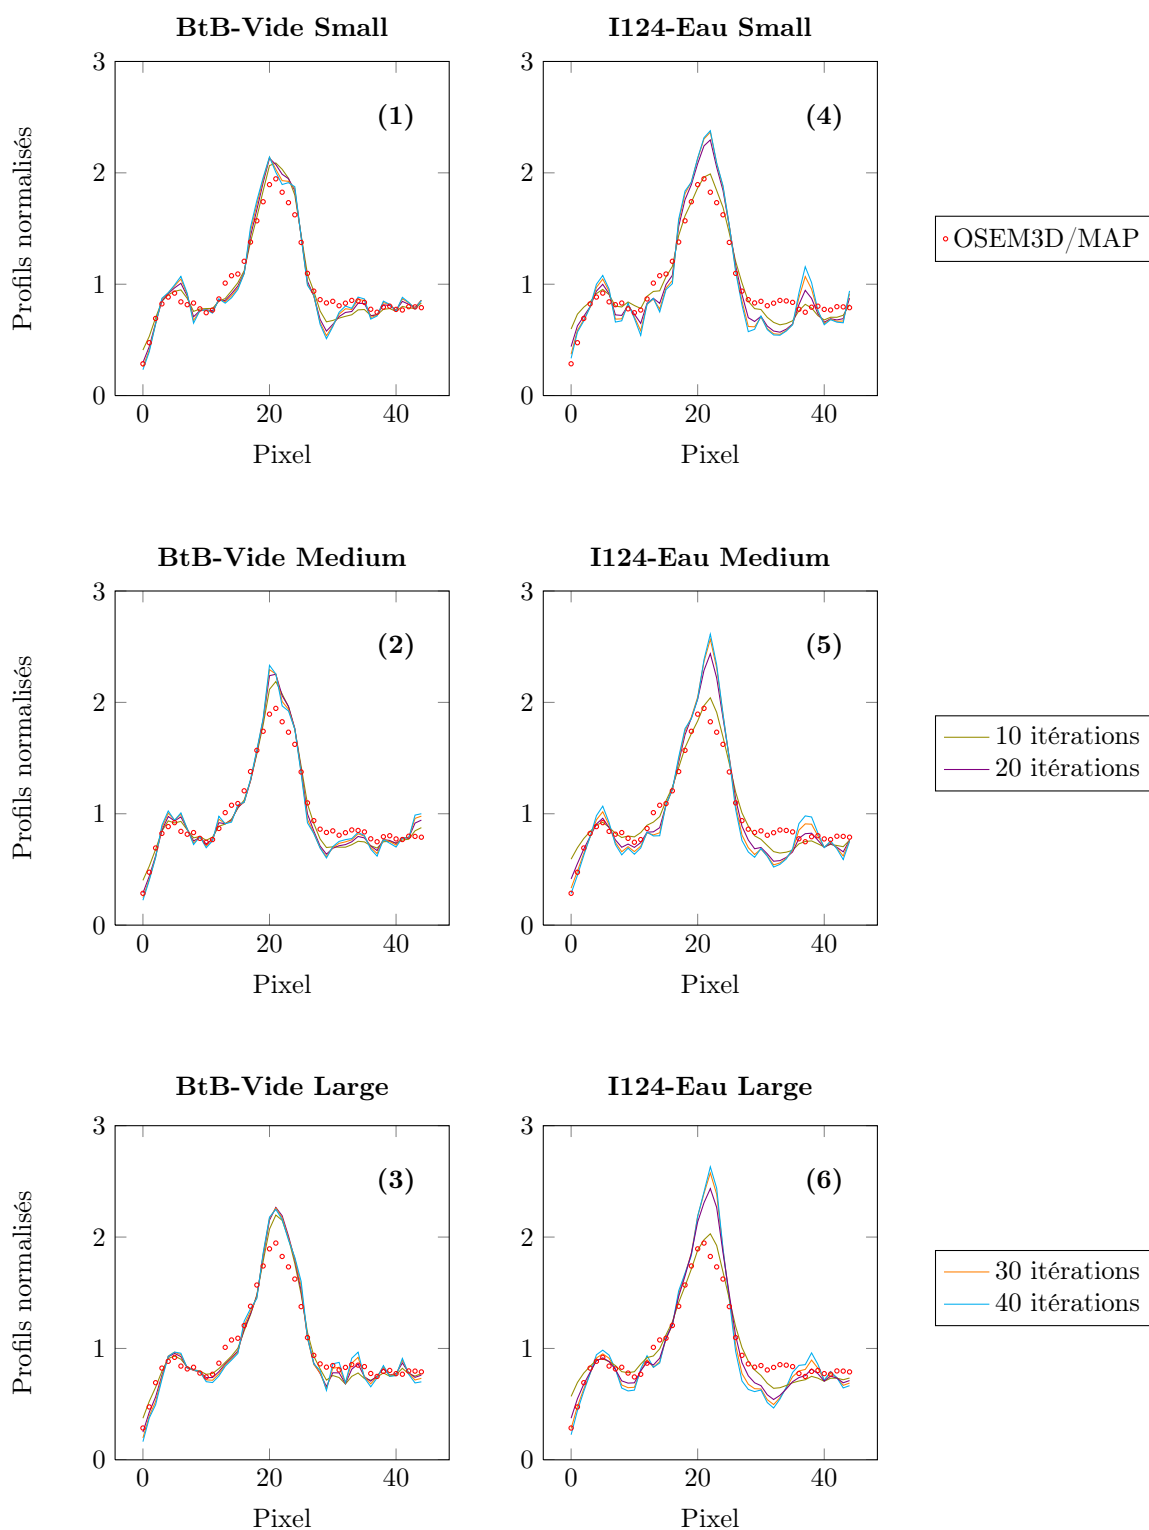 BtB-Vide Small
I124-Eau Small
3
2
1
0
Profils normalisés
(1)
0
20
40
Pixel
(4)
3
2
1
0
0
20
40
Pixel
OSEM3D/MAP
BtB-Vide Medium
I124-Eau Medium
3
2
1
0
Profils normalisés
(2)
0
20
40
Pixel
(5)
3
2
1
0
0
20
40
Pixel
10 itérations
20 itérations
BtB-Vide Large
I124-Eau Large
3
2
1
0
Profils normalisés
(3)
0
20
40
Pixel
(6)
3
2
1
0
0
20
40
Pixel
30 itérations
40 itérations